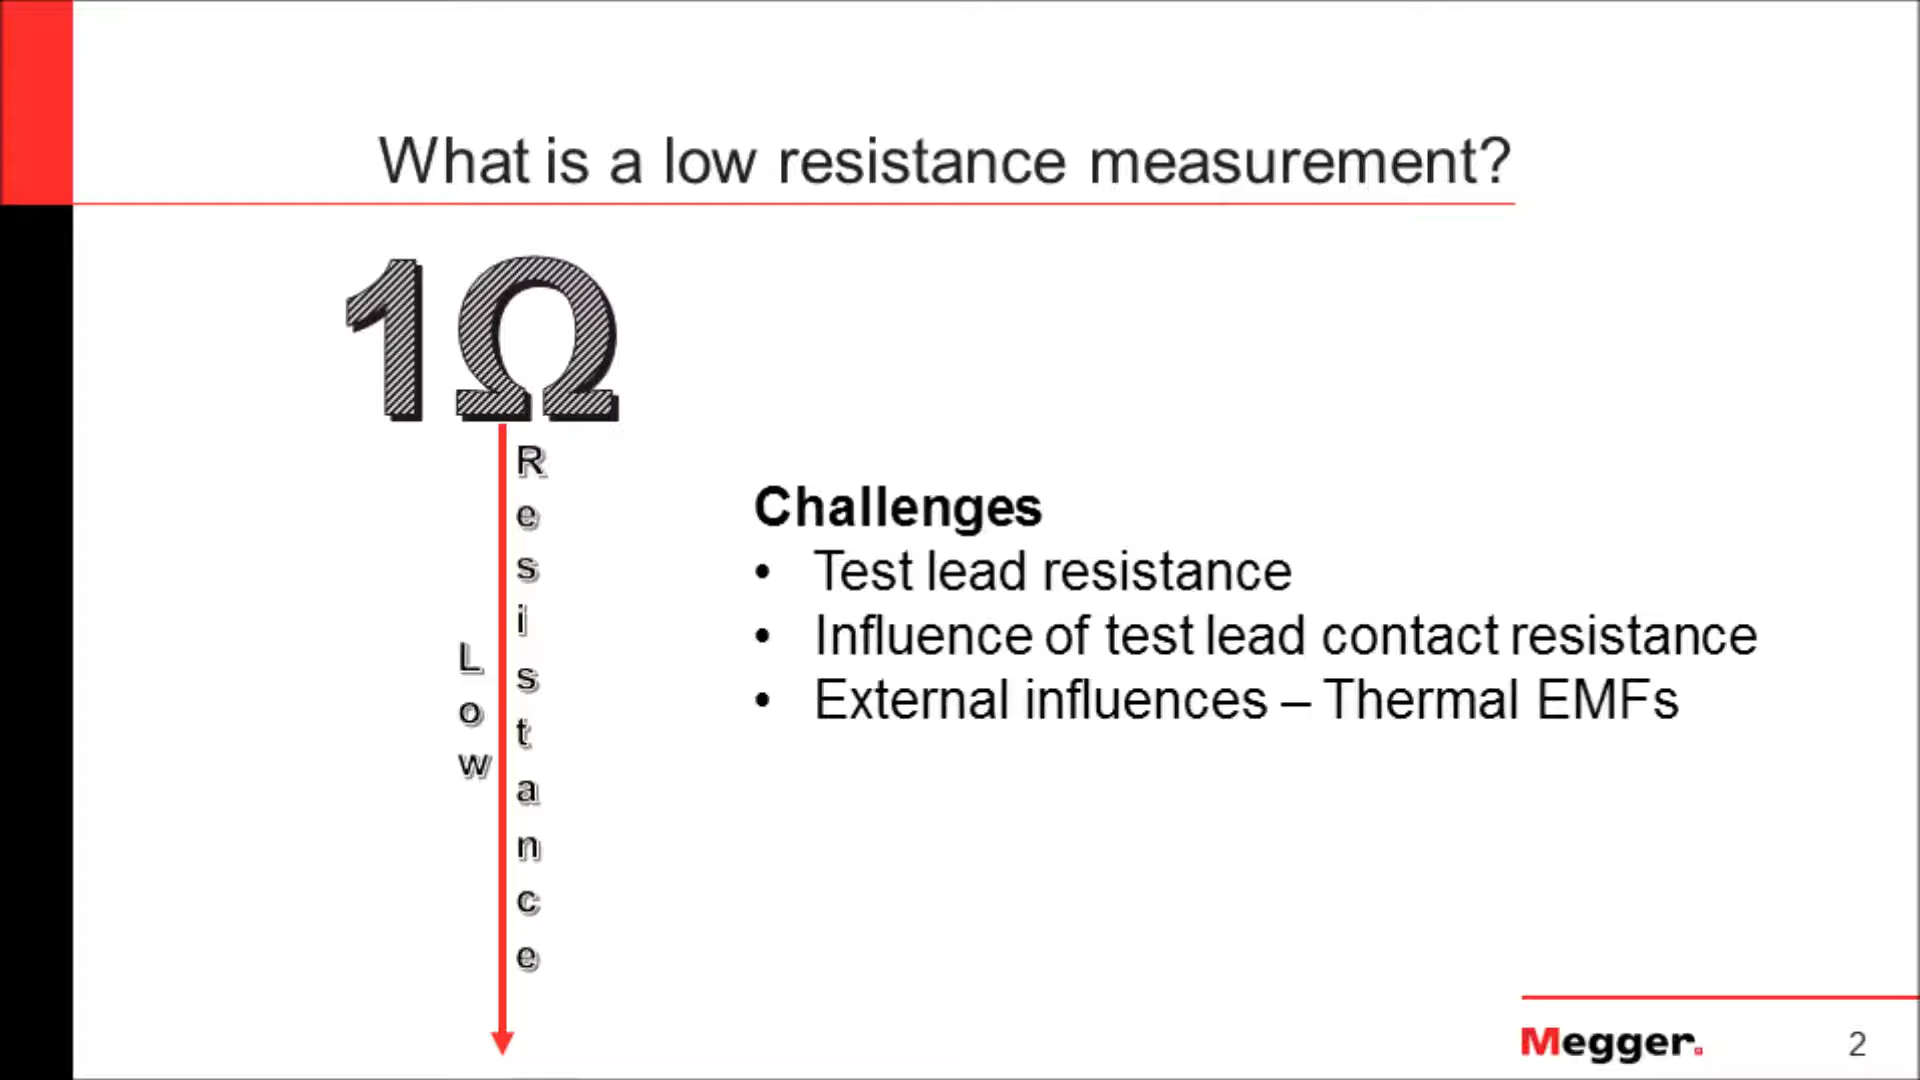 What is a low resistance measurement?
1Ω
Low
Resistance
Challenges
• Test lead resistance
• Influence of test lead contact resistance
• External influences – Thermal EMFs
Megger.
2